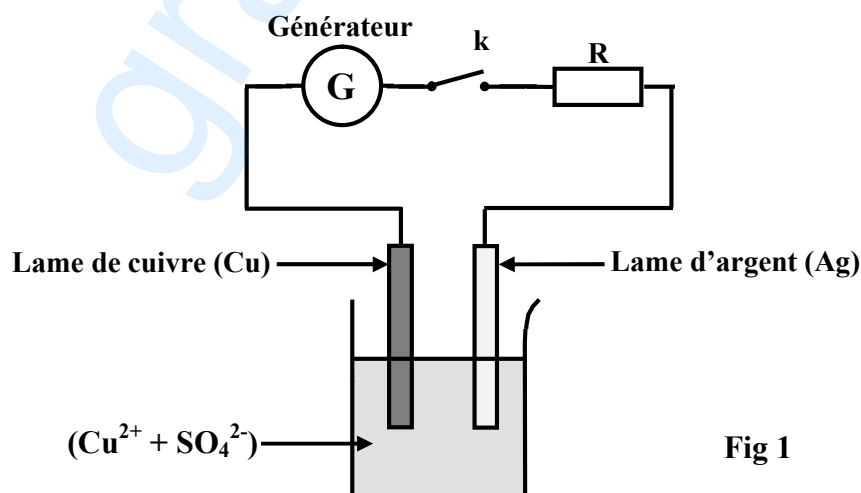 Générateur
k
R
G
Lame de cuivre (Cu)
Lame d’argent (Ag)
(Cu²⁺ + SO₄²⁻)
Fig 1